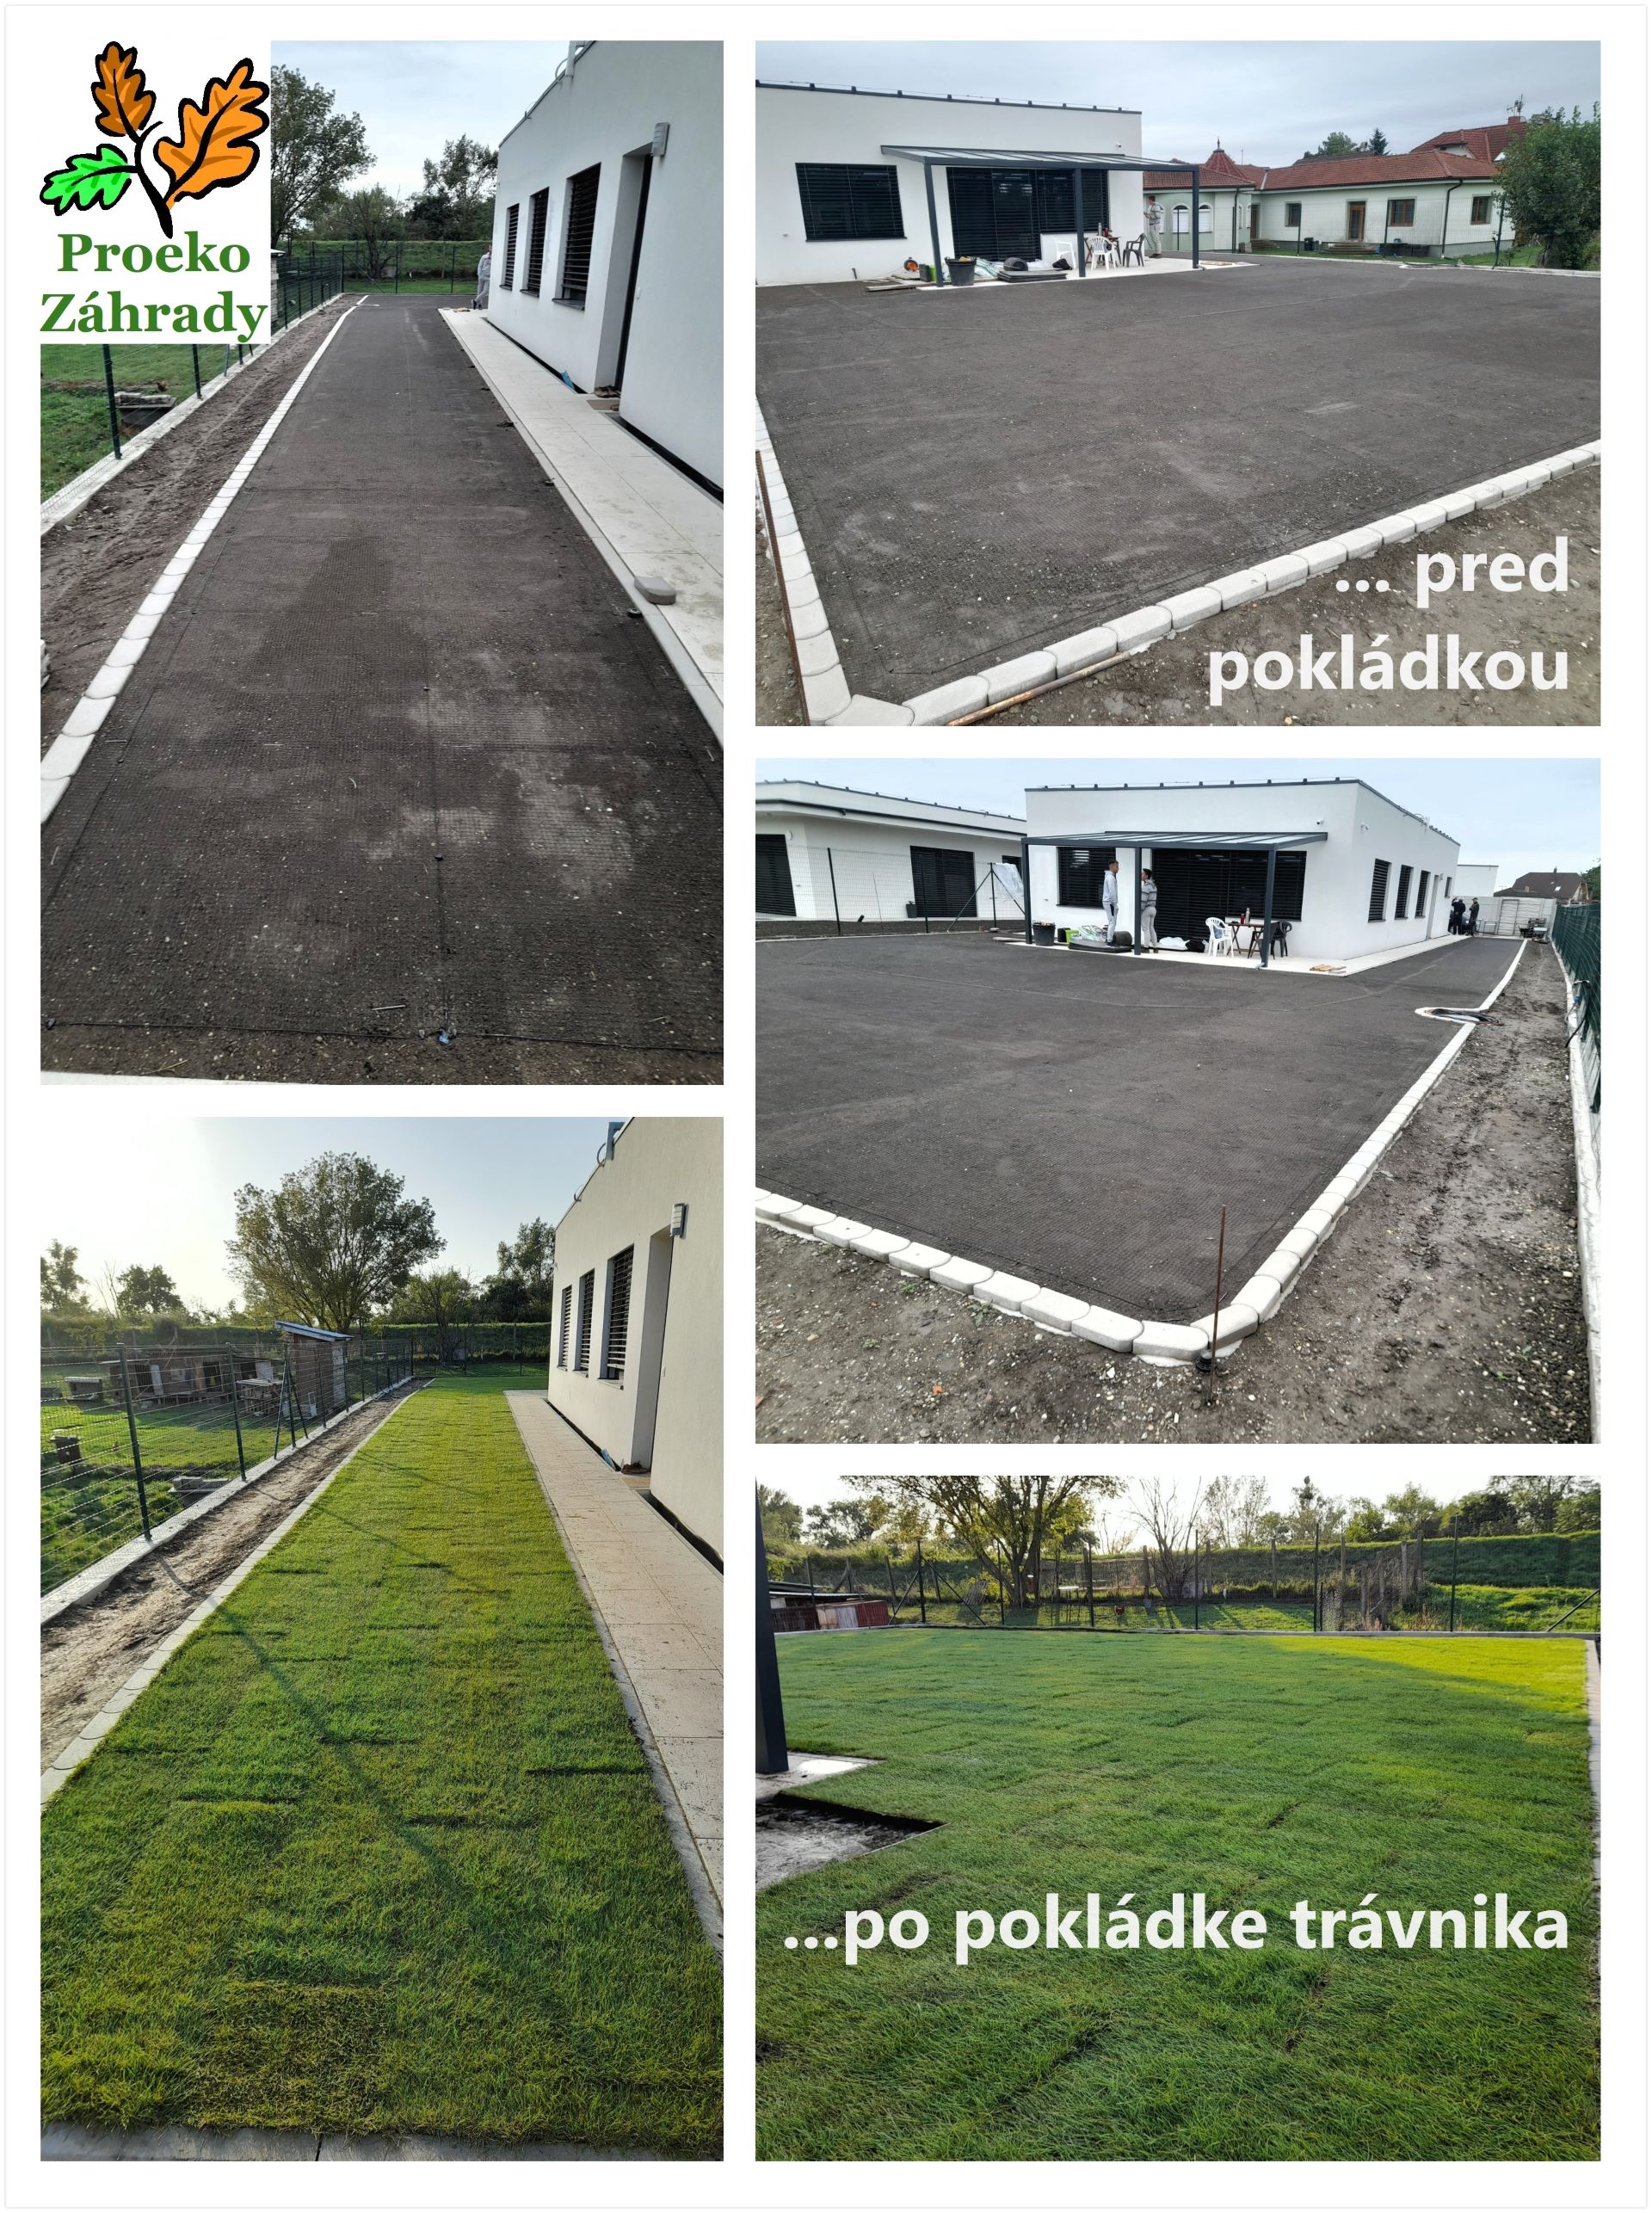 Proeko
Záhrady
... pred
pokládkou
...po pokládke trávnika